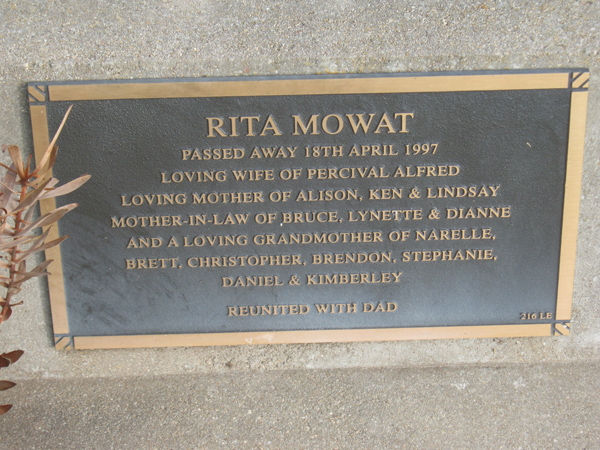 RITA MOWAT
PASSED AWAY 18TH APRIL 1997
LOVING WIFE OF PERCIVAL ALFRED
LOVING MOTHER OF ALISON, KEN & LINDSAY
MOTHER-IN-LAW OF BRUCE, LYNETTE & DIANNE
AND A LOVING GRANDMOTHER OF NARELLE,
BRETT, CHRISTOPHER, BRENDON, STEPHANIE,
DANIEL & KIMBERLEY
REUNITED WITH DAD
216 LE